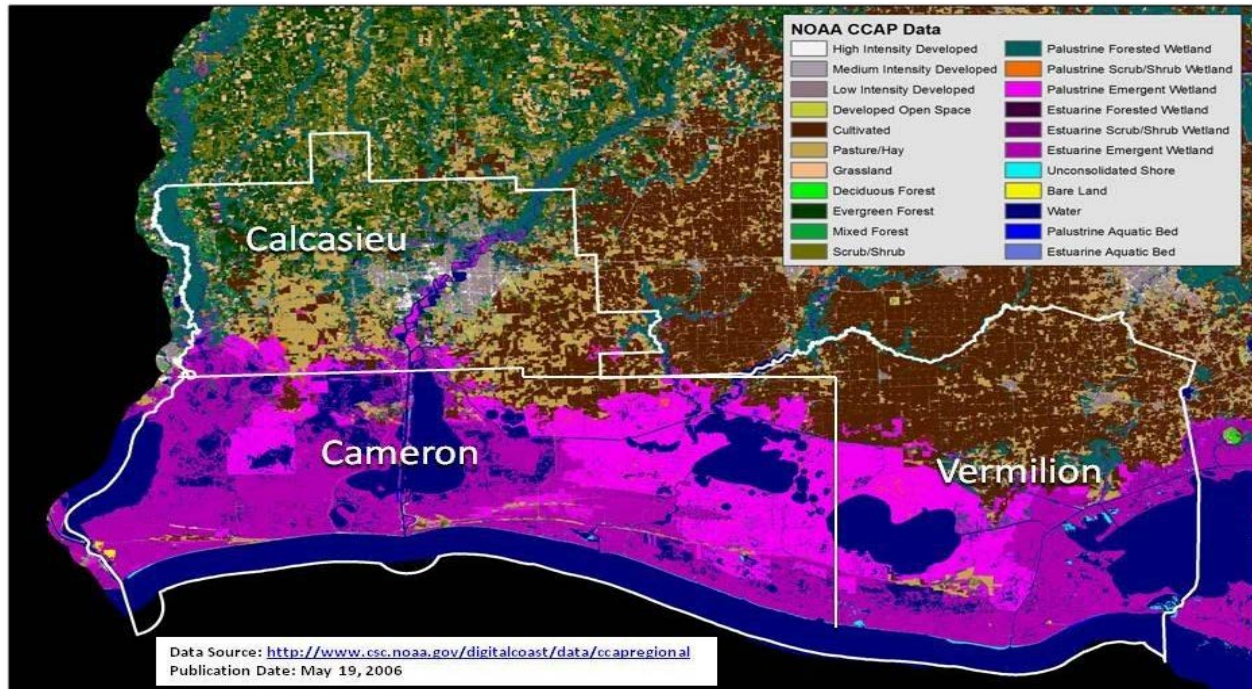 NOAA CCAP Data
High Intensity Developed
Medium Intensity Developed
Low Intensity Developed
Developed Open Space
Cultivated
Pasture/Hay
Grassland
Deciduous Forest
Evergreen Forest
Mixed Forest
Scrub/Shrub
Palustrine Forested Wetland
Palustrine Scrub/Shrub Wetland
Palustrine Emergent Wetland
Estuarine Forested Wetland
Estuarine Scrub/Shrub Wetland
Estuarine Emergent Wetland
Unconsolidated Shore
Bare Land
Water
Palustrine Aquatic Bed
Estuarine Aquatic Bed
Calcasieu
Cameron
Vermilion
Data Source: http://www.csc.noaa.gov/digitalcoast/data/ccapregional
Publication Date: May 19, 2006